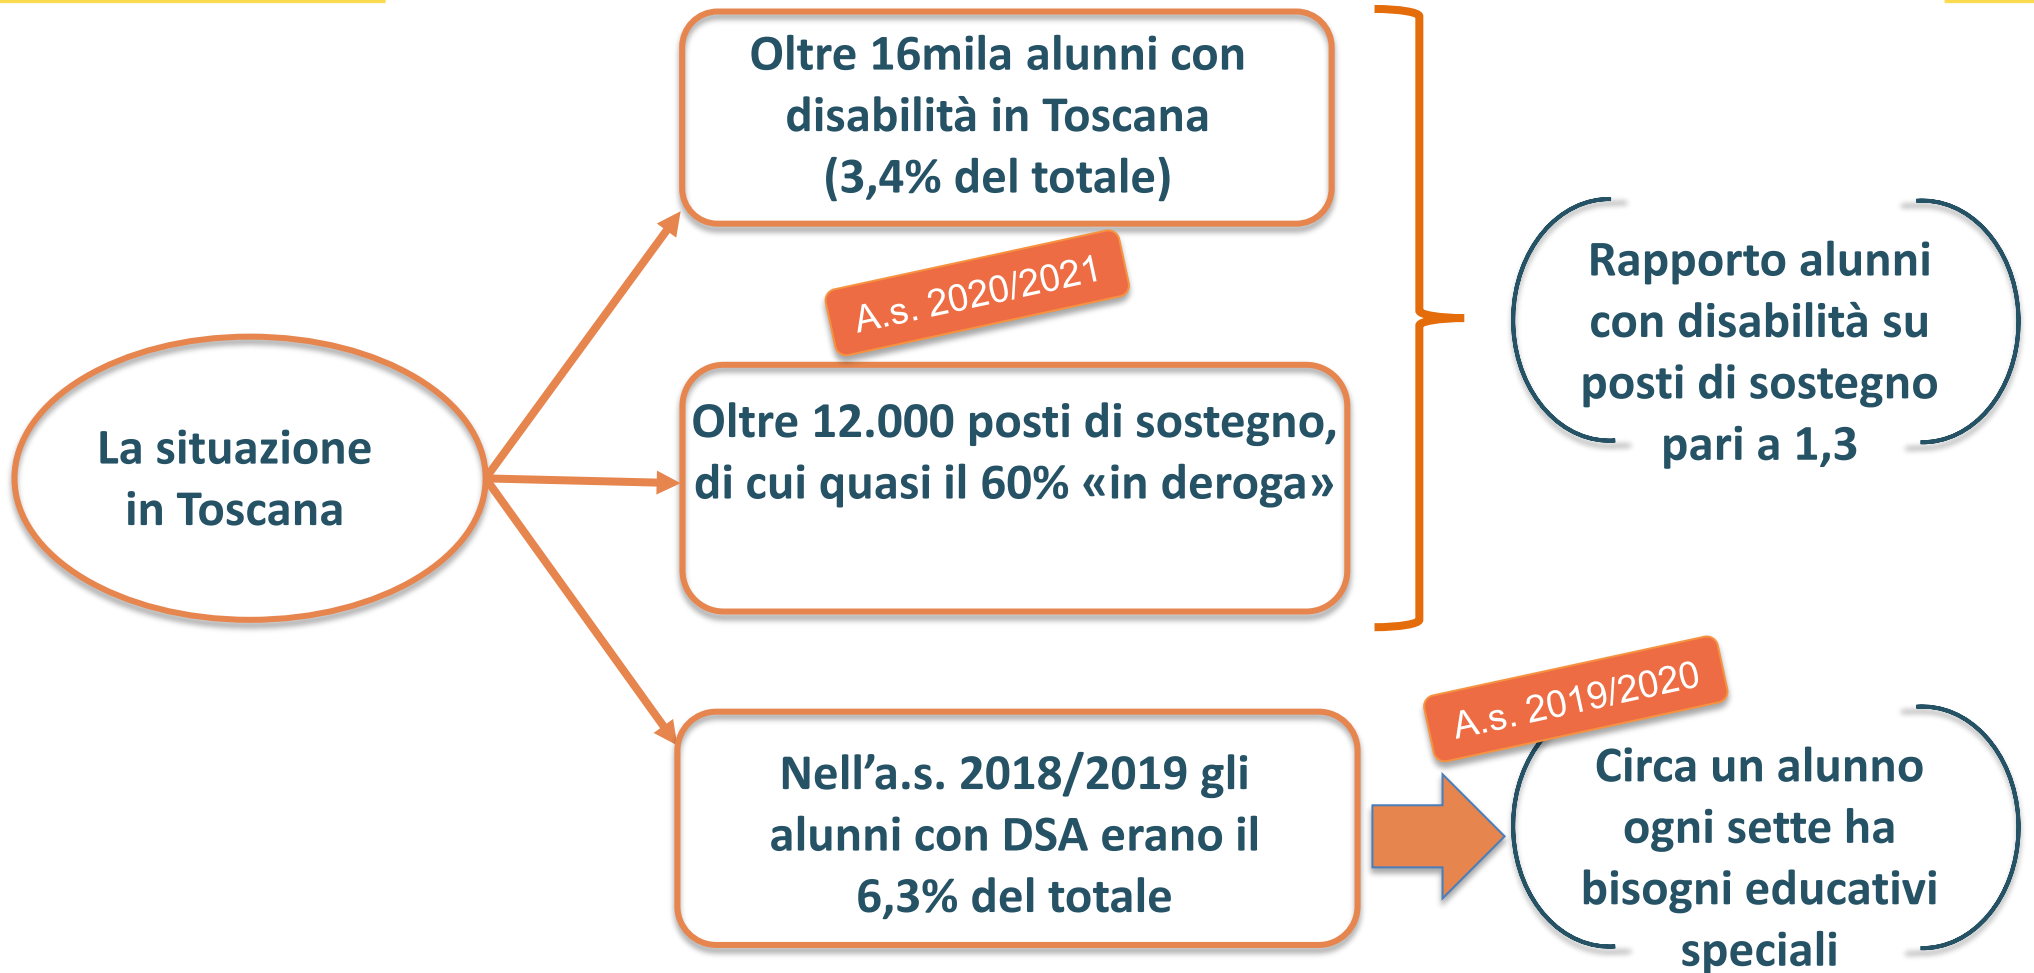 Oltre 16mila alunni con
disabilità in Toscana
(3,4% del totale)
A.s. 2020/2021
Rapporto alunni
con disabilità su
posti di sostegno
pari a 1,3
La situazione
in Toscana
Oltre 12.000 posti di sostegno,
di cui quasi il 60% «in deroga»
A.s. 2019/2020
Nell’a.s. 2018/2019 gli
alunni con DSA erano il
6,3% del totale
Circa un alunno
ogni sette ha
bisogni educativi
speciali